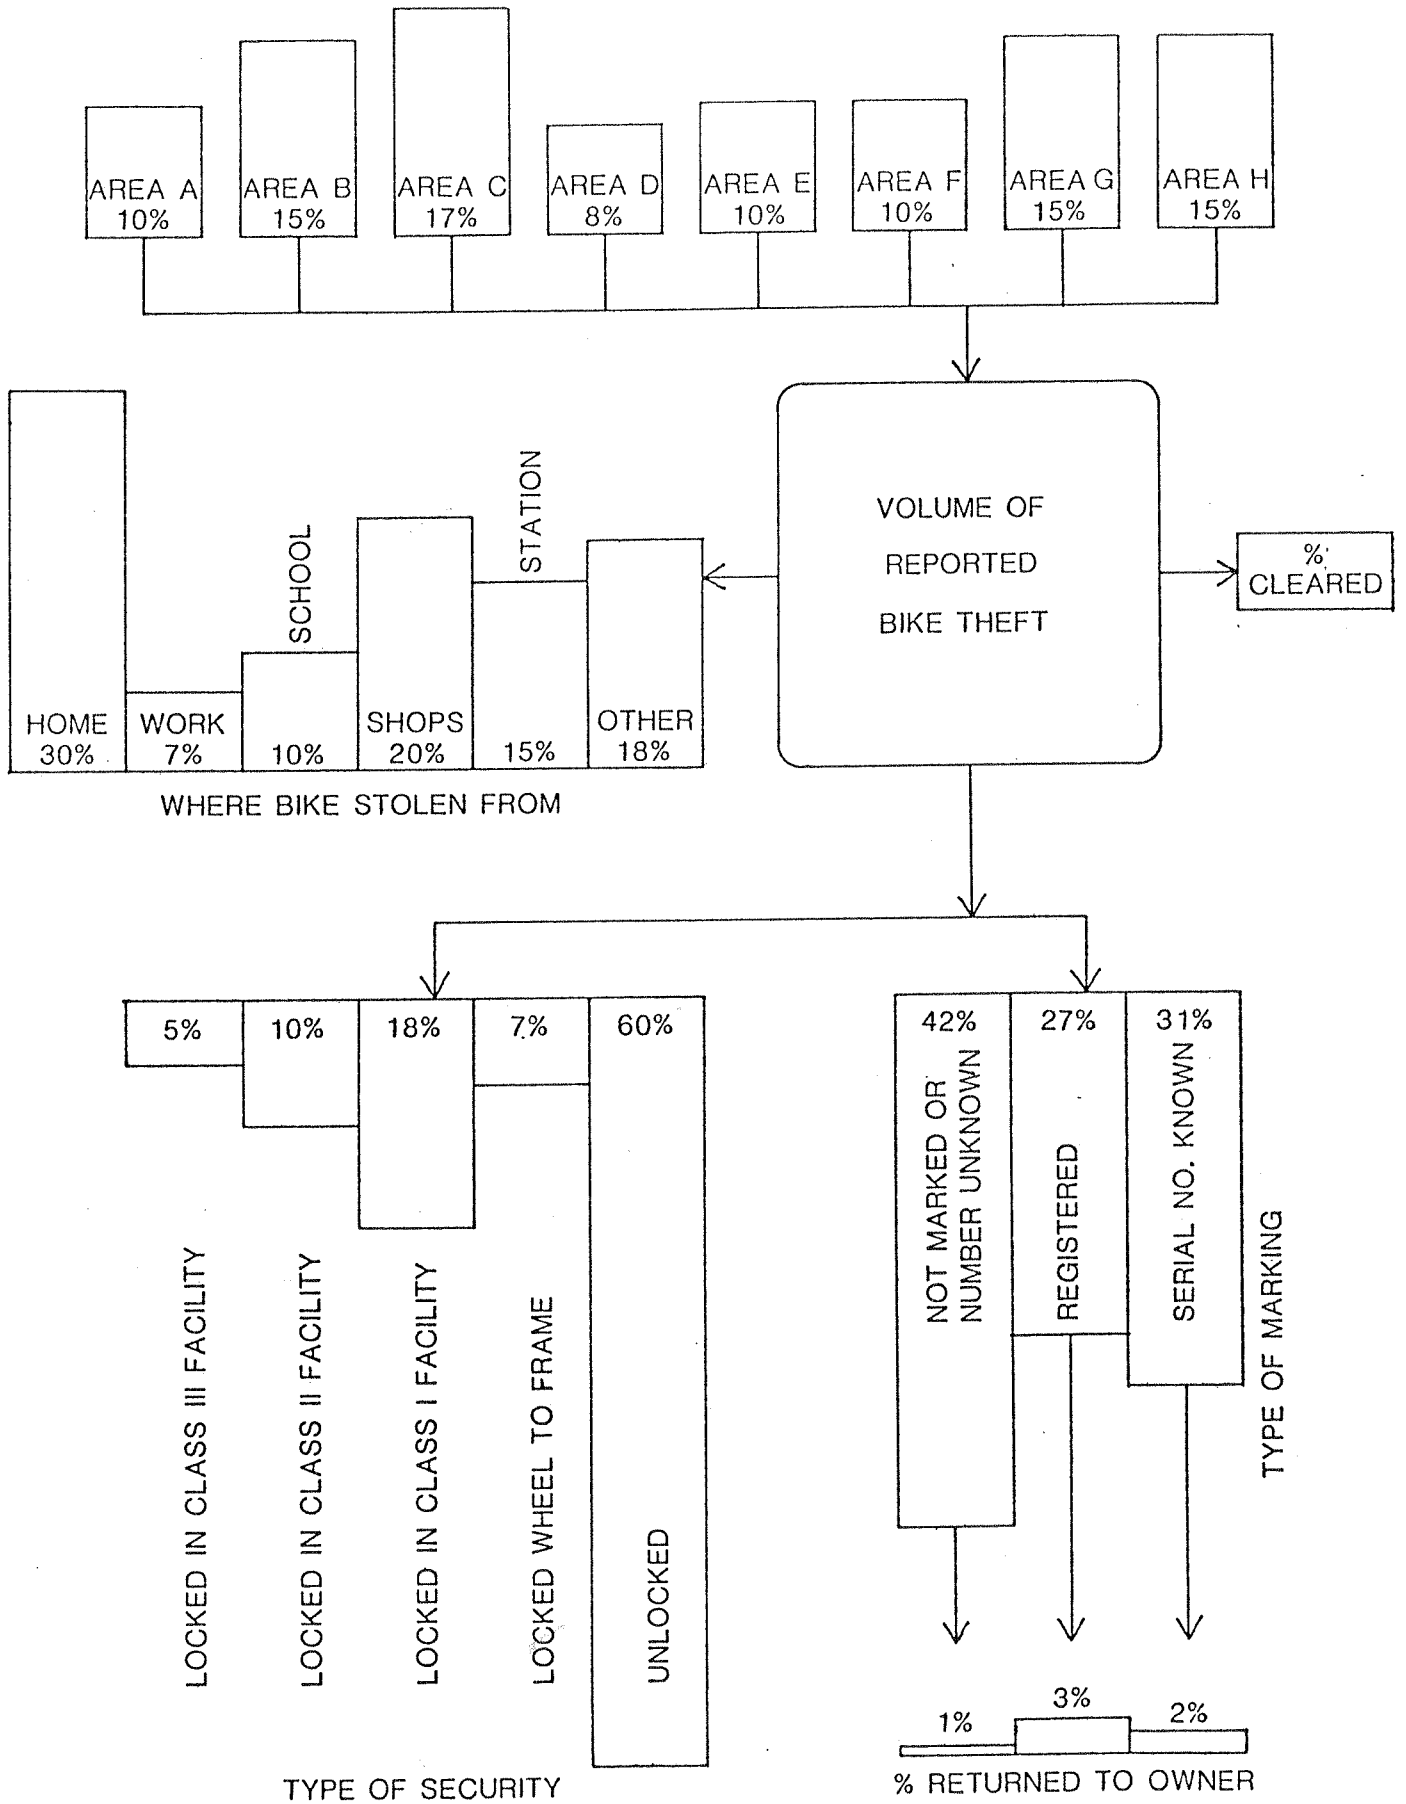 AREA A
10%
AREA B
15%
AREA C
17%
AREA D
8%
AREA E
10%
AREA F
10%
AREA G
15%
AREA H
15%
VOLUME OF
REPORTED
BIKE THEFT
%
CLEARED
HOME
30%
WORK
7%
SCHOOL
10%
SHOPS
20%
STATION
15%
OTHER
18%
WHERE BIKE STOLEN FROM
5%
LOCKED IN CLASS III FACILITY
10%
LOCKED IN CLASS II FACILITY
18%
LOCKED IN CLASS I FACILITY
7%
LOCKED WHEEL TO FRAME
60%
UNLOCKED
TYPE OF SECURITY
42%
NOT MARKED OR
NUMBER UNKNOWN
27%
REGISTERED
31%
SERIAL NO. KNOWN
TYPE OF MARKING
1%
3%
2%
% RETURNED TO OWNER